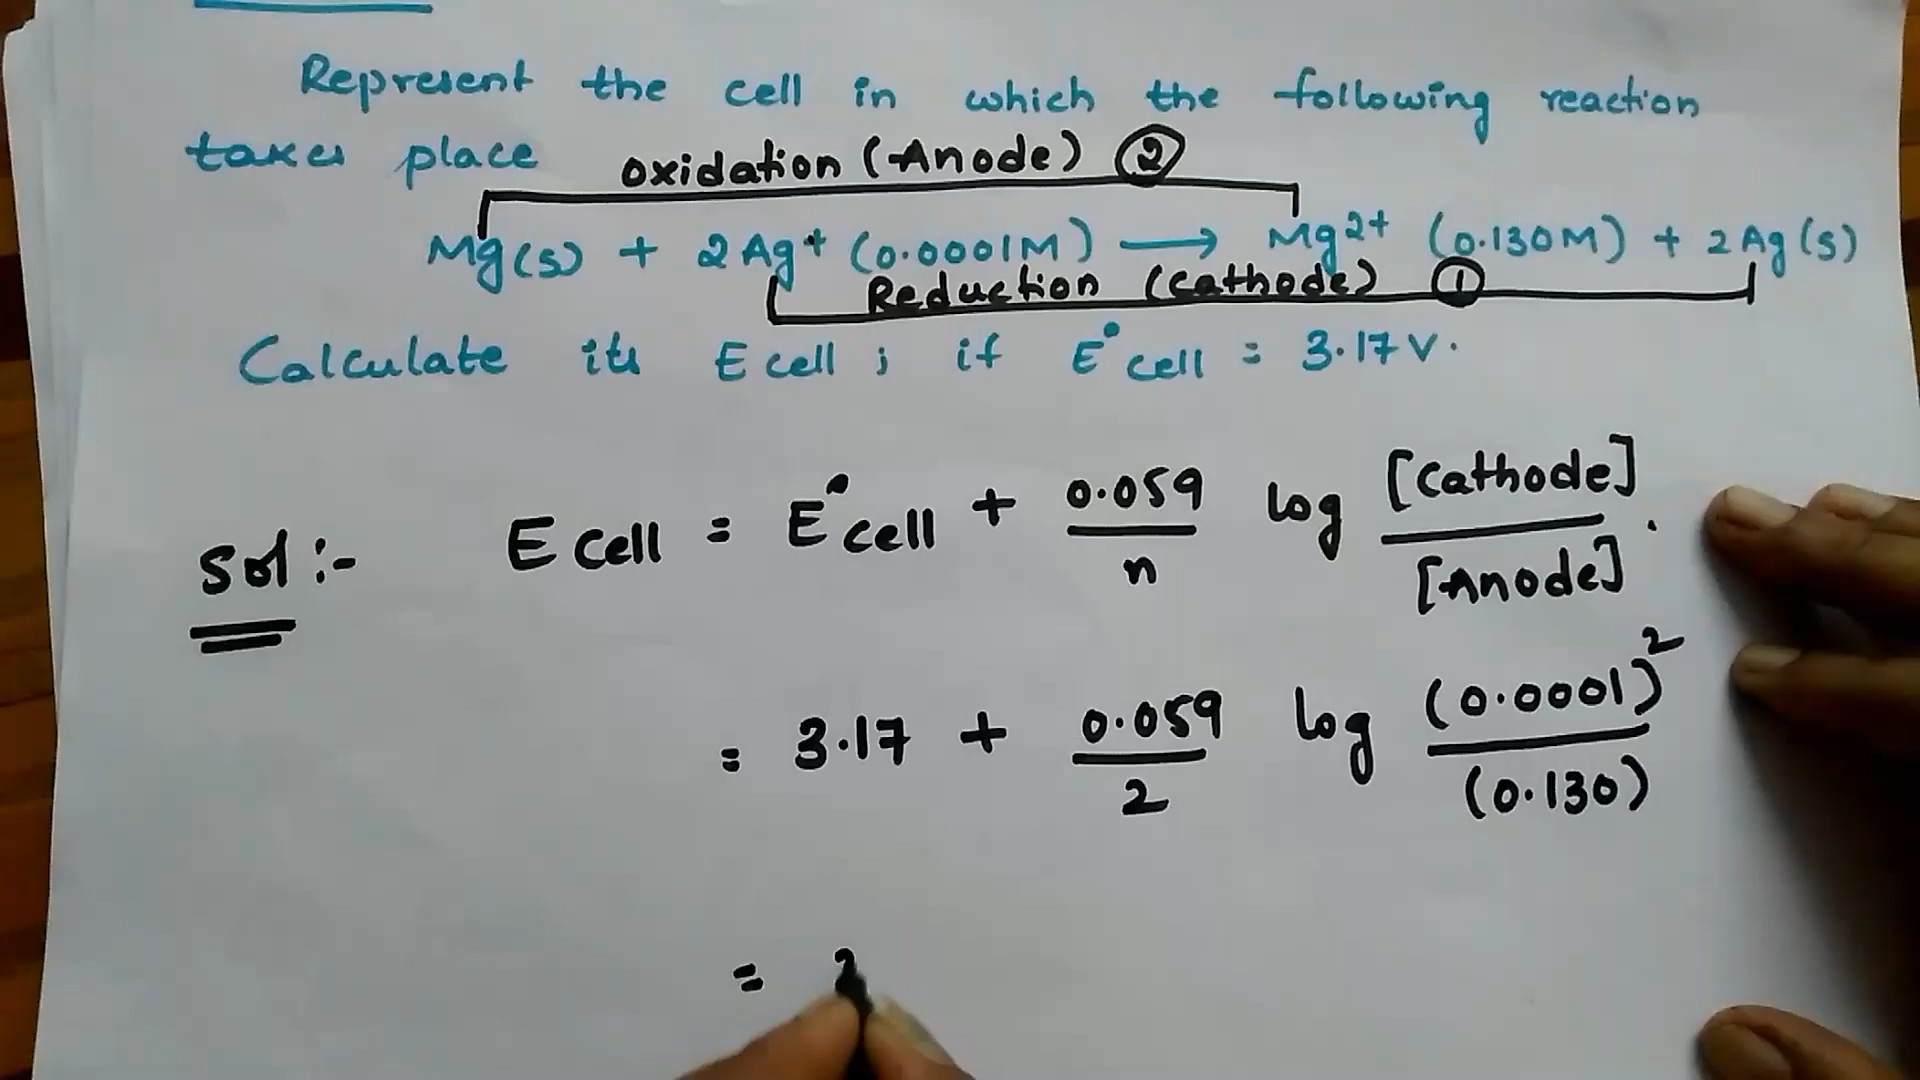 Represent the cell in which the following reaction
takes place
oxidation (Anode) ②
Mg(s) + 2Ag⁺ (0.0001M) ⟶ Mg²⁺ (0.130M) + 2Ag(s)
Reduction (cathode) ①
Calculate its E cell ; if E°cell = 3.17V.
Sol :- E cell = E°cell + 0.059/n log [Cathode]/[Anode].
= 3.17 + 0.059/2 log (0.0001)²/(0.130)
=